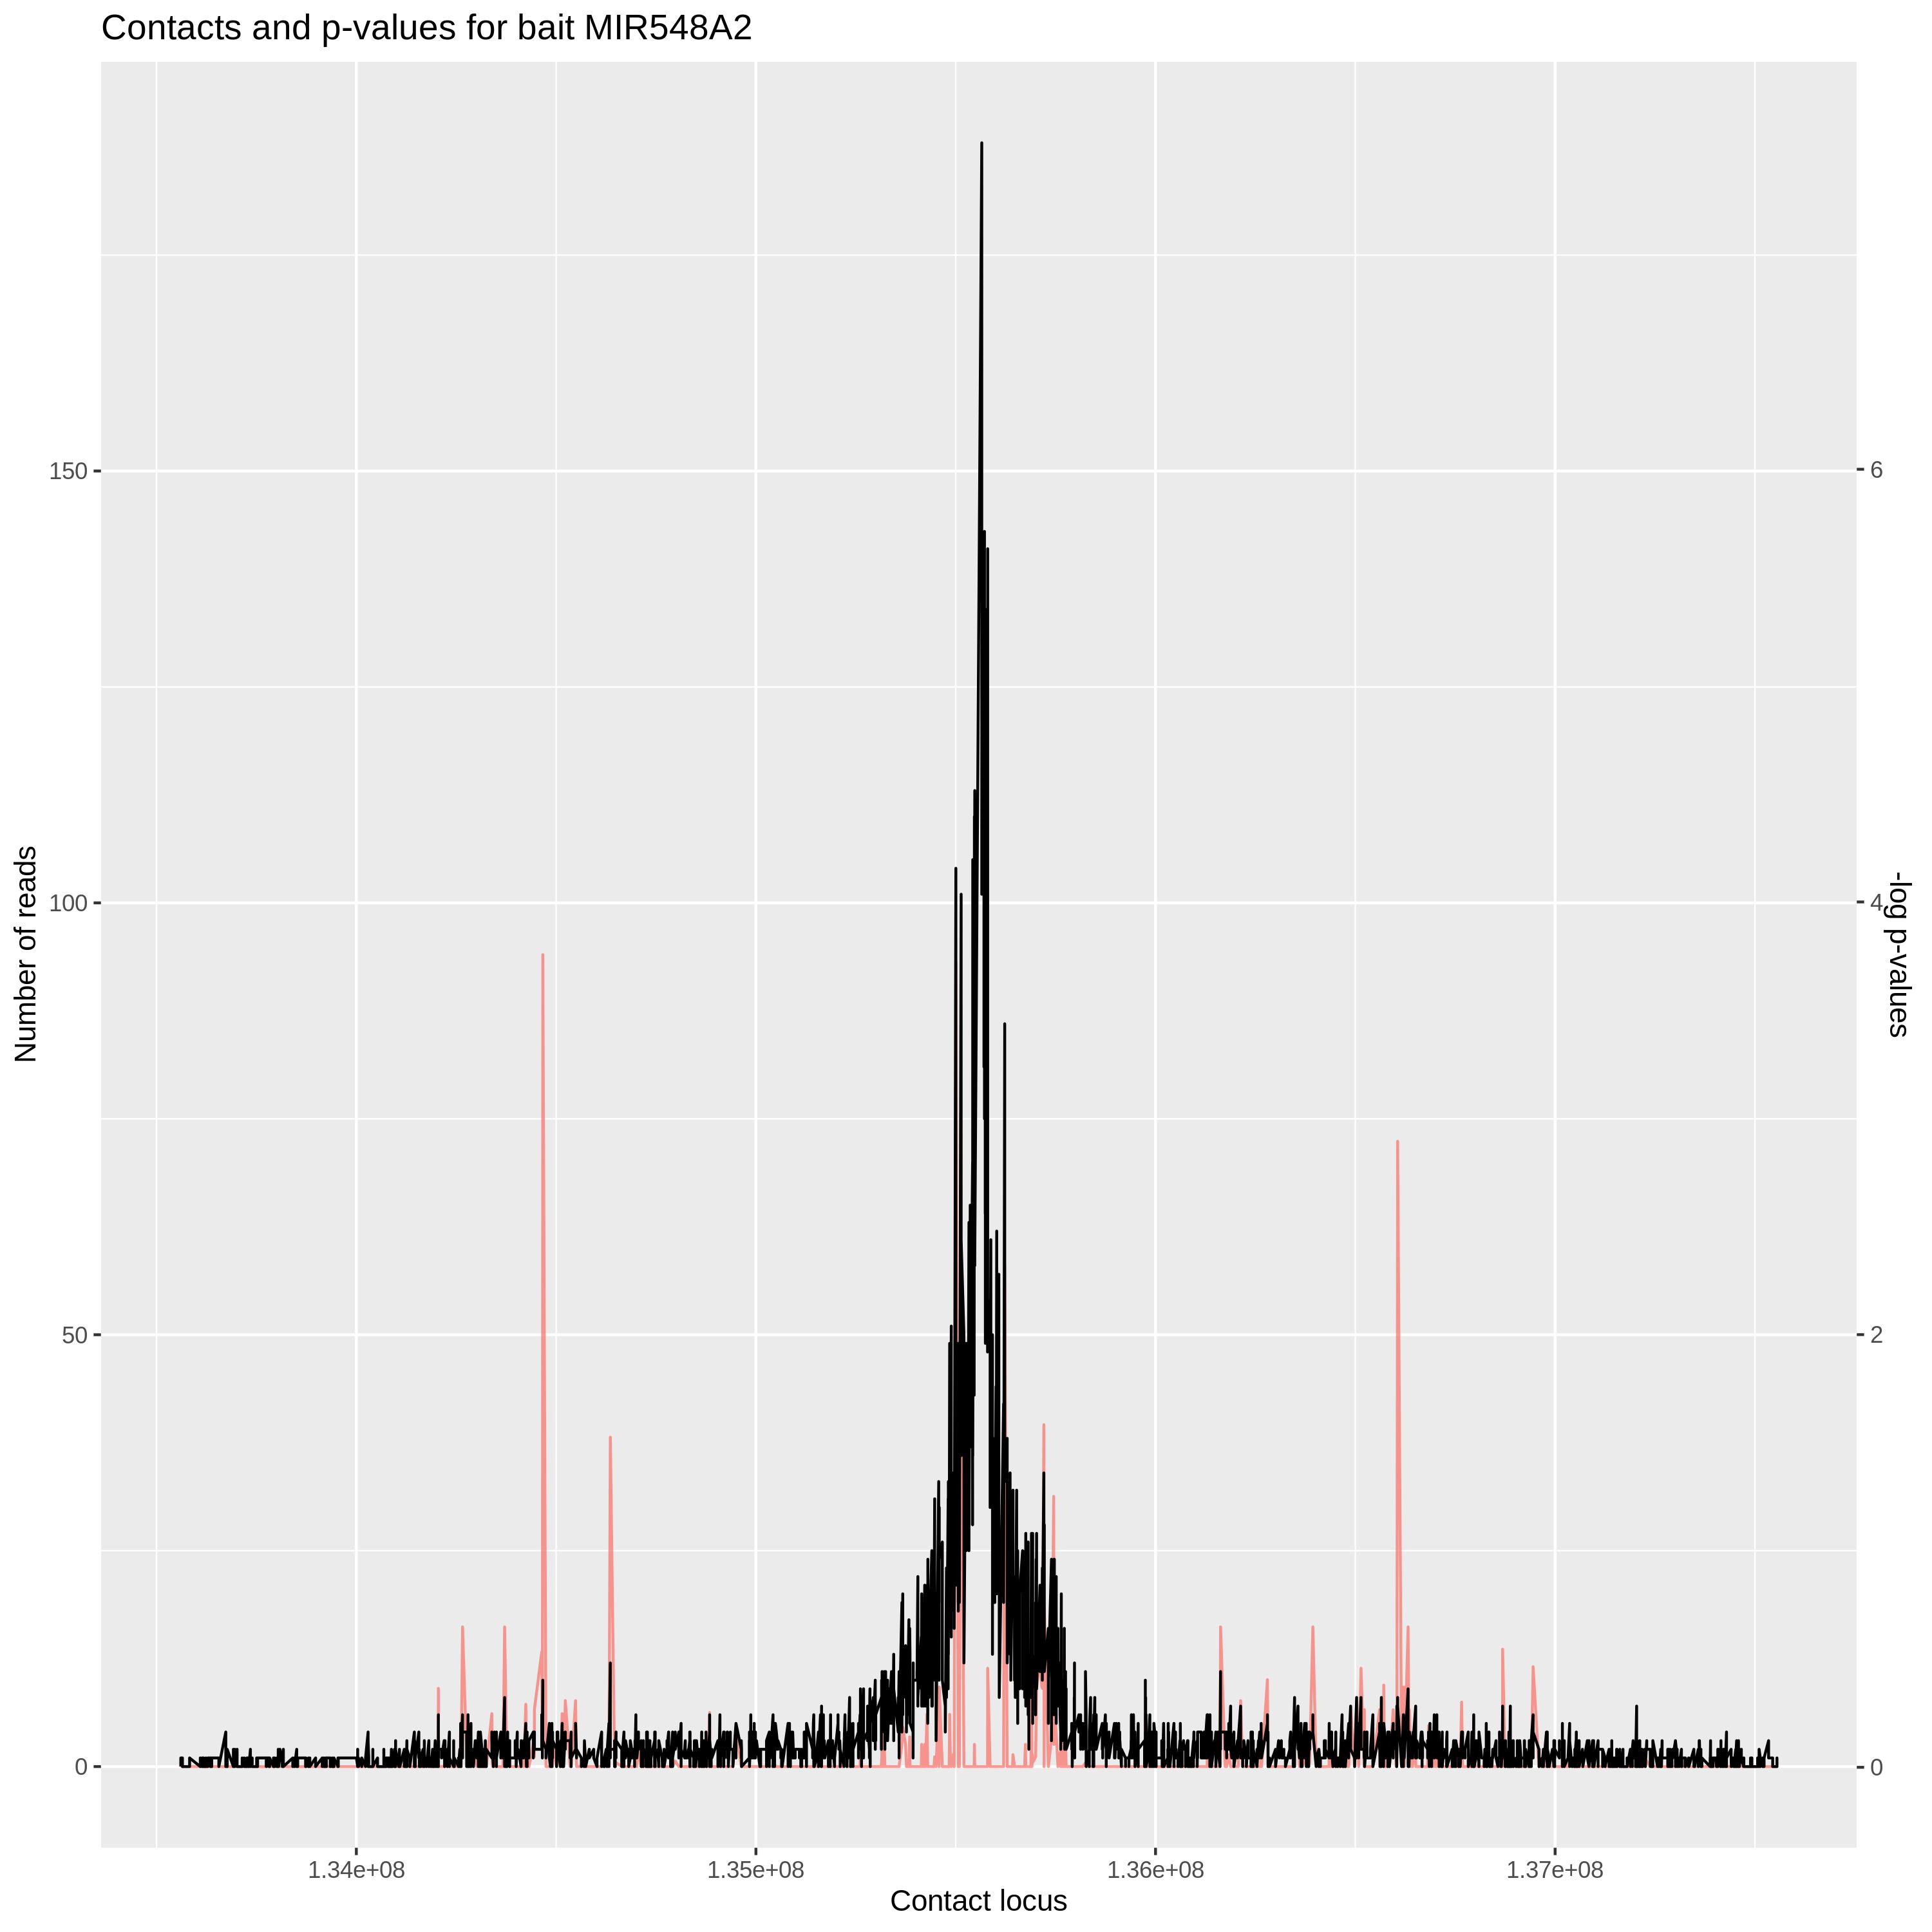 Contacts and p-values for bait MIR548A2
Number of reads
150
100
50
0
6
4
2
0
-log p-values
1.34e+08 1.35e+08 1.36e+08 1.37e+08
Contact locus